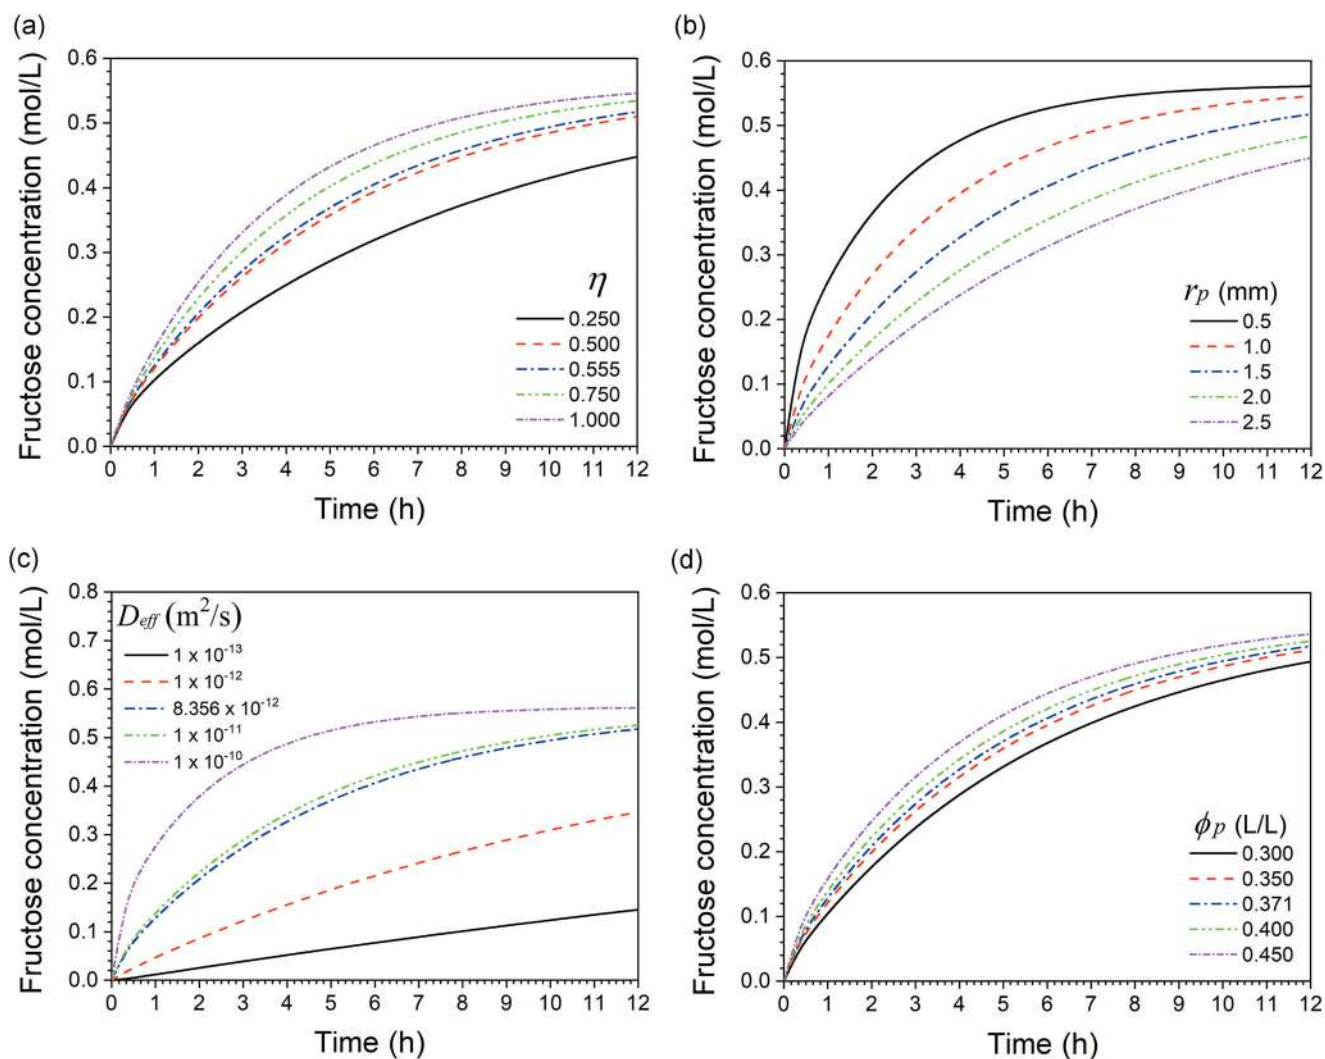 (a)
Fructose concentration (mol/L)
0.6
0.5
0.4
0.3
0.2
0.1
0.0
η
0.250
0.500
0.555
0.750
1.000
0 1 2 3 4 5 6 7 8 9 10 11 12
Time (h)
(b)
Fructose concentration (mol/L)
0.6
0.5
0.4
0.3
0.2
0.1
0.0
rp (mm)
0.5
1.0
1.5
2.0
2.5
0 1 2 3 4 5 6 7 8 9 10 11 12
Time (h)
(c)
Fructose concentration (mol/L)
0.8
0.7
0.6
0.5
0.4
0.3
0.2
0.1
0.0
Deff (m²/s)
1 x 10⁻¹³
1 x 10⁻¹²
8.356 x 10⁻¹²
1 x 10⁻¹¹
1 x 10⁻¹⁰
0 1 2 3 4 5 6 7 8 9 10 11 12
Time (h)
(d)
Fructose concentration (mol/L)
0.6
0.5
0.4
0.3
0.2
0.1
0.0
ϕp (L/L)
0.300
0.350
0.371
0.400
0.450
0 1 2 3 4 5 6 7 8 9 10 11 12
Time (h)